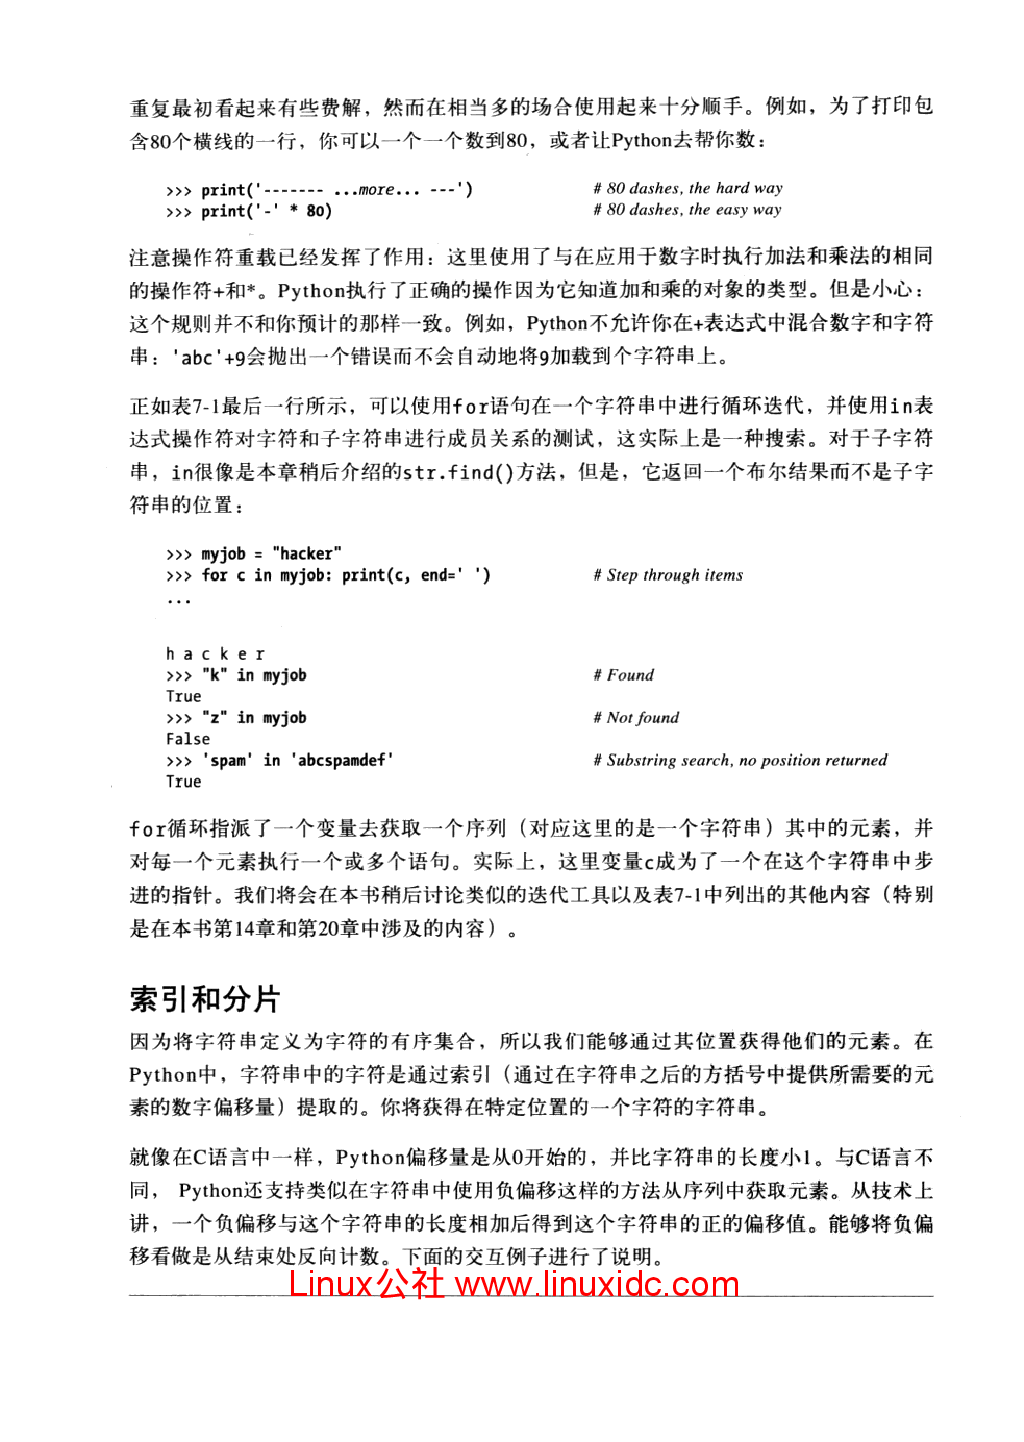 重复最初看起来有些费解，然而在相当多的场合使用起来十分顺手。例如，为了打印包
含80个横线的一行，你可以一个一个数到80，或者让Python去帮你数：
>>> print('------- ...more... ---') # 80 dashes, the hard way
>>> print('-' * 80) # 80 dashes, the easy way
注意操作符重载已经发挥了作用：这里使用了与在应用于数字时执行加法和乘法的相同
的操作符+和*。Python执行了正确的操作因为它知道加和乘的对象的类型。但是小心：
这个规则并不和你预计的那样一致。例如，Python不允许你在+表达式中混合数字和字符
串：'abc'+9会抛出一个错误而不会自动地将9加载到个字符串上。
正如表7-1最后一行所示，可以使用for语句在一个字符串中进行循环迭代，并使用in表
达式操作符对字符和子字符串进行成员关系的测试，这实际上是一种搜索。对于子字符
串，in很像是本章稍后介绍的str.find()方法，但是，它返回一个布尔结果而不是子字
符串的位置：
>>> myjob = "hacker"
>>> for c in myjob: print(c, end=' ') # Step through items
...
h a c k e r
>>> "k" in myjob # Found
True
>>> "z" in myjob # Not found
False
>>> 'spam' in 'abcspamdef' # Substring search, no position returned
True
for循环指派了一个变量去获取一个序列（对应这里的是一个字符串）其中的元素，并
对每一个元素执行一个或多个语句。实际上，这里变量c成为了一个在这个字符串中步
进的指针。我们将会在本书稍后讨论类似的迭代工具以及表7-1中列出的其他内容（特别
是在本书第14章和第20章中涉及的内容）。
索引和分片
因为将字符串定义为字符的有序集合，所以我们能够通过其位置获得他们的元素。在
Python中，字符串中的字符是通过索引（通过在字符串之后的方括号中提供所需要的元
素的数字偏移量）提取的。你将获得在特定位置的一个字符的字符串。
就像在C语言中一样，Python偏移量是从0开始的，并比字符串的长度小1。与C语言不
同， Python还支持类似在字符串中使用负偏移这样的方法从序列中获取元素。从技术上
讲，一个负偏移与这个字符串的长度相加后得到这个字符串的正的偏移值。能够将负偏
移看做是从结束处反向计数。下面的交互例子进行了说明。
Linux公社 www.linuxidc.com